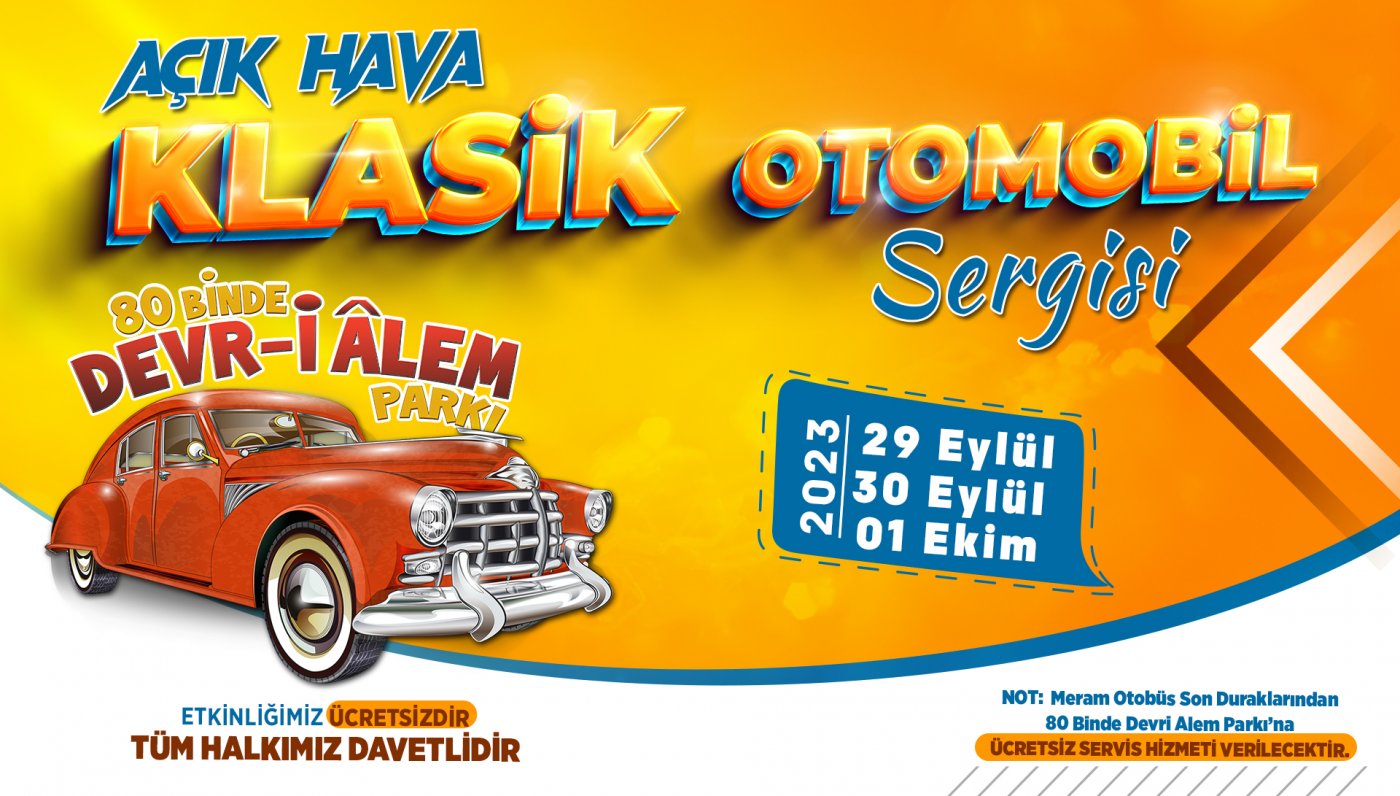 AÇIK HAVA
KLASİK OTOMOBİL
Sergisi
80 BİNDE
DEVR-İ ÂLEM
PARKI
2023
29 Eylül
30 Eylül
01 Ekim
ETKİNLİĞİMİZ ÜCRETSİZDİR
TÜM HALKIMIZ DAVETLİDİR
NOT: Meram Otobüs Son Duraklarından
80 Binde Devri Alem Parkı'na
ÜCRETSİZ SERVİS HİZMETİ VERİLECEKTİR.